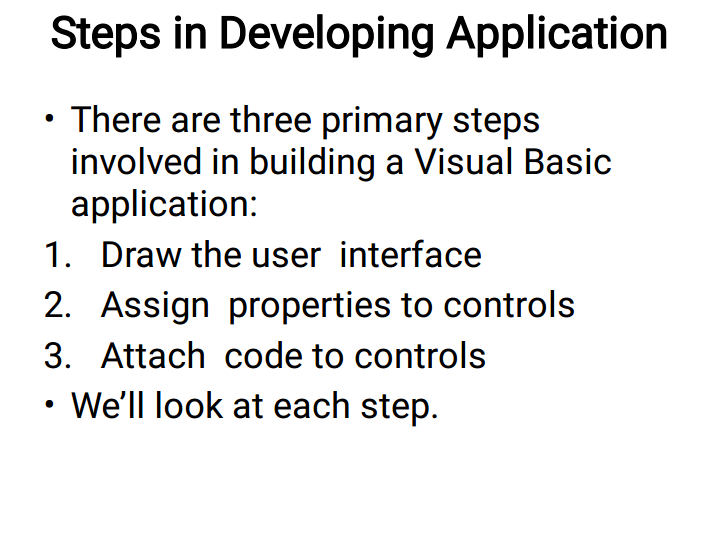 Steps in Developing Application
• There are three primary steps
involved in building a Visual Basic
application:
1. Draw the user  interface
2. Assign  properties to controls
3. Attach  code to controls
• We’ll look at each step.